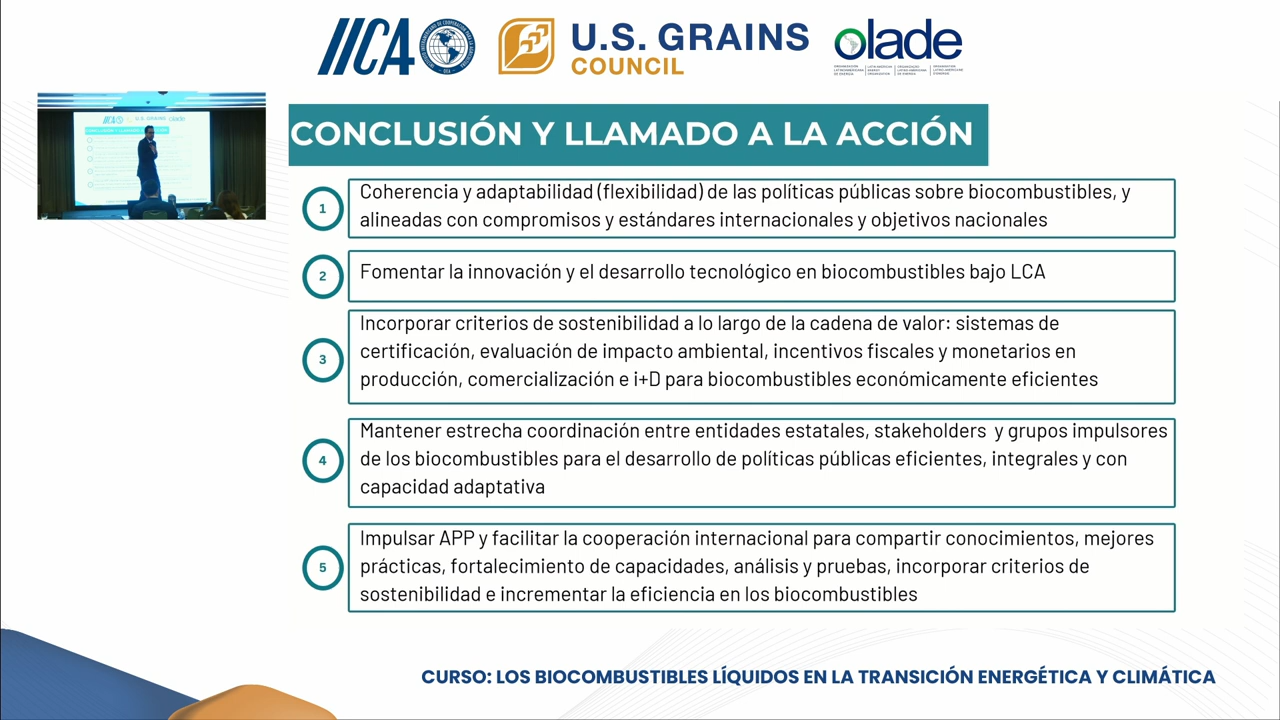 IICA
U.S. GRAINS
COUNCIL
olade
CONCLUSIÓN Y LLAMADO A LA ACCIÓN
1
Coherencia y adaptabilidad (flexibilidad) de las políticas públicas sobre biocombustibles, y
alineadas con compromisos y estándares internacionales y objetivos nacionales
2
Fomentar la innovación y el desarrollo tecnológico en biocombustibles bajo LCA
3
Incorporar criterios de sostenibilidad a lo largo de la cadena de valor: sistemas de
certificación, evaluación de impacto ambiental, incentivos fiscales y monetarios en
producción, comercialización e i+D para biocombustibles económicamente eficientes
4
Mantener estrecha coordinación entre entidades estatales, stakeholders y grupos impulsores
de los biocombustibles para el desarrollo de políticas públicas eficientes, integrales y con
capacidad adaptativa
5
Impulsar APP y facilitar la cooperación internacional para compartir conocimientos, mejores
prácticas, fortalecimiento de capacidades, análisis y pruebas, incorporar criterios de
sostenibilidad e incrementar la eficiencia en los biocombustibles
CURSO: LOS BIOCOMBUSTIBLES LÍQUIDOS EN LA TRANSICIÓN ENERGÉTICA Y CLIMÁTICA